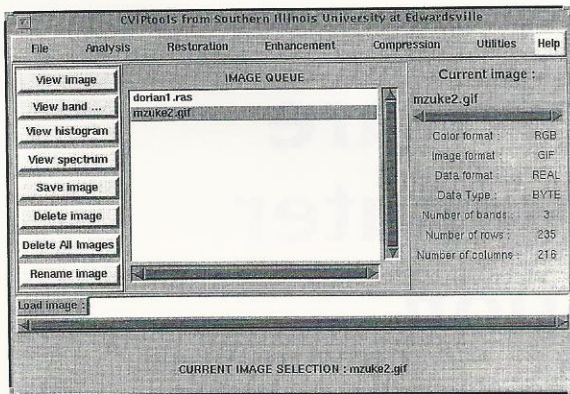 CVIPtools from Southern Illinois University at Edwardsville
File Analysis Restoration Enhancement Compression Utilities Help
View image
View band ...
View histogram
View spectrum
Save image
Delete image
Delete All Images
Rename image
IMAGE QUEUE
dorian1.ras
mzuke2.gif
Current image :
mzuke2.gif
Color format : RGB
Image format : GIF
Data format : REAL
Data Type : BYTE
Number of bands : 3
Number of rows : 235
Number of columns : 216
Load image :
CURRENT IMAGE SELECTION : mzuke2.gif